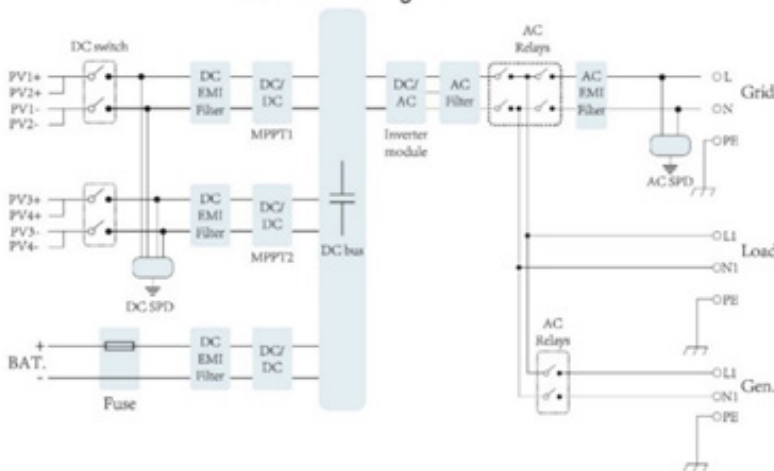 DC switch
PV1+
PV2+
PV1-
PV2-
DC
EMI
Filter
DC/
DC
MPPT1
DC/
AC
Inverter
module
AC
Filter
AC
Relays
AC
EMI
Filter
L
N
Grid
PE
AC SPD
PV3+
PV4+
PV3-
PV4-
DC SPD
DC
EMI
Filter
DC/
DC
MPPT2
DC bus
L1
Load
N1
PE
BAT.
+
-
Fuse
DC
EMI
Filter
DC/
DC
AC
Relays
L1
Gen.
N1
PE